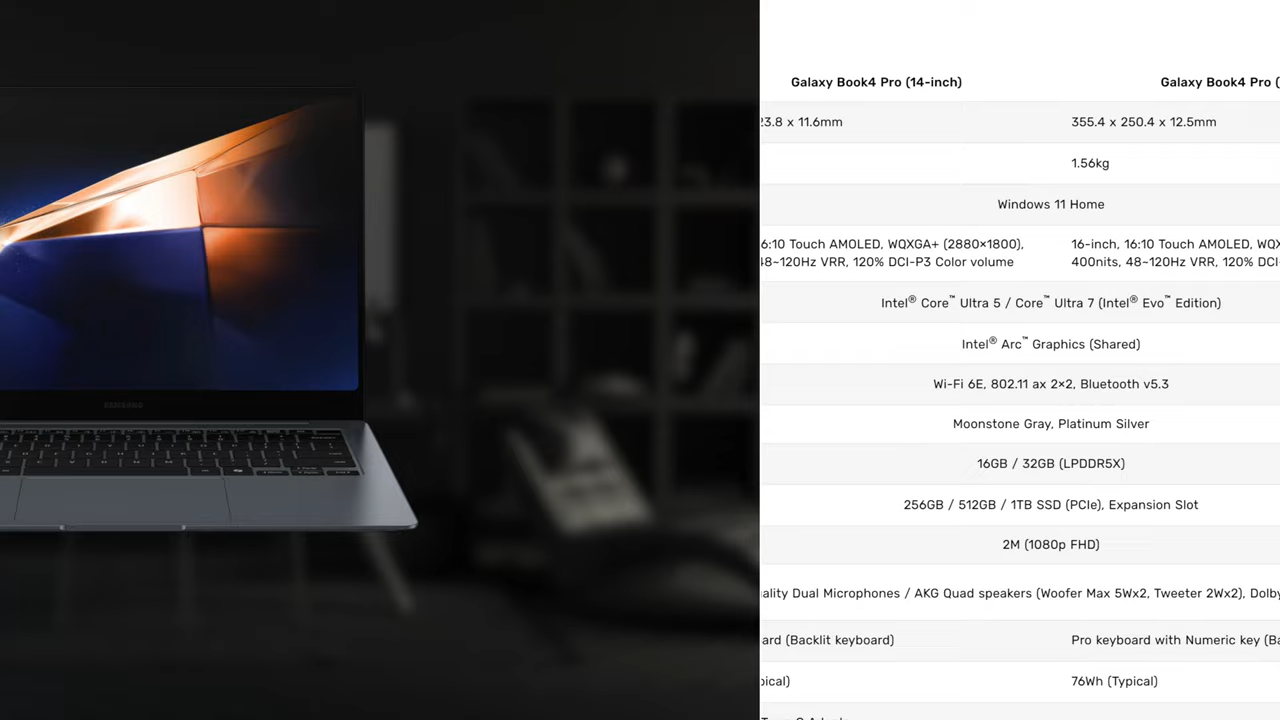 Galaxy Book4 Pro (14-inch)
Galaxy Book4 Pro (
23.8 x 11.6mm
355.4 x 250.4 x 12.5mm
1.56kg
Windows 11 Home
6:10 Touch AMOLED, WQXGA+ (2880×1800),
48~120Hz VRR, 120% DCI-P3 Color volume
16-inch, 16:10 Touch AMOLED, WQX
400nits, 48~120Hz VRR, 120% DCI-
Intel® Core™ Ultra 5 / Core™ Ultra 7 (Intel® Evo™ Edition)
Intel® Arc™ Graphics (Shared)
Wi-Fi 6E, 802.11 ax 2×2, Bluetooth v5.3
Moonstone Gray, Platinum Silver
16GB / 32GB (LPDDR5X)
256GB / 512GB / 1TB SSD (PCIe), Expansion Slot
2M (1080p FHD)
ality Dual Microphones / AKG Quad speakers (Woofer Max 5Wx2, Tweeter 2Wx2), Dolby
ard (Backlit keyboard)
Pro keyboard with Numeric key (Ba
pical)
76Wh (Typical)
SAMSUNG